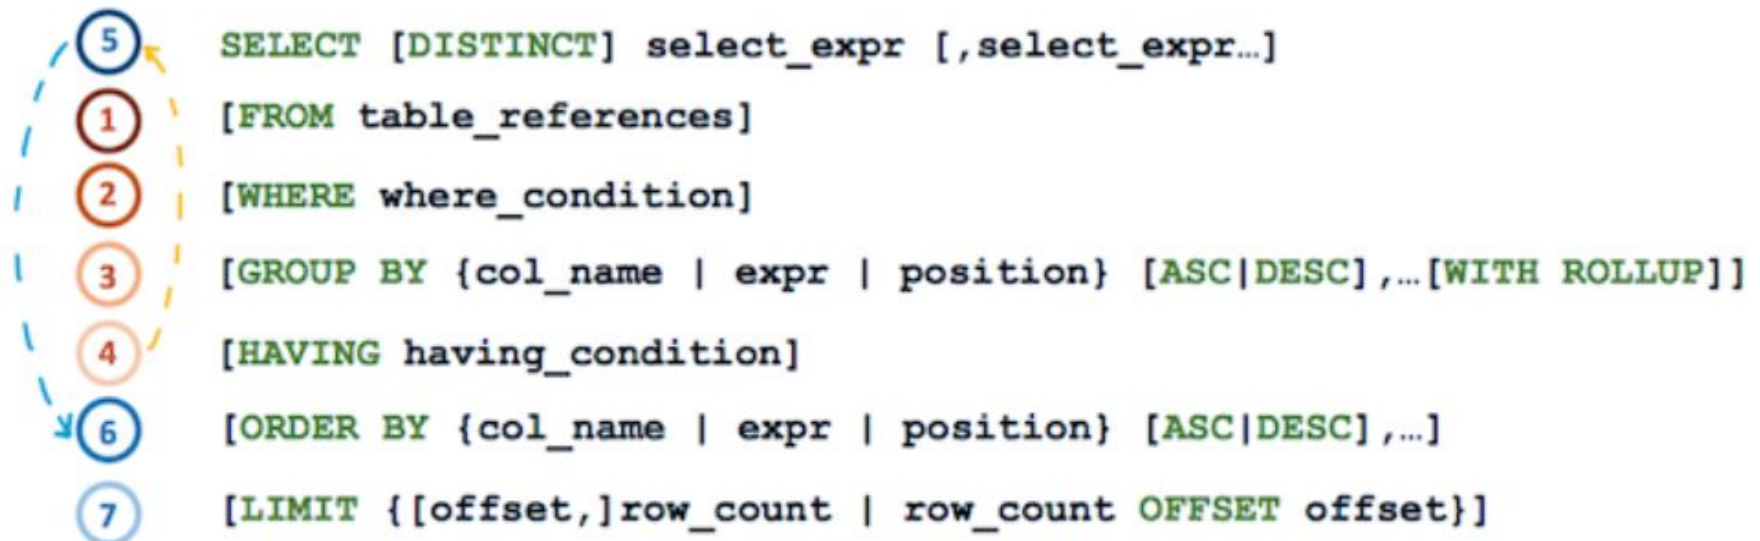 5 SELECT [DISTINCT] select_expr [,select_expr…]
1 [FROM table_references]
2 [WHERE where_condition]
3 [GROUP BY {col_name | expr | position} [ASC|DESC],…[WITH ROLLUP]]
4 [HAVING having_condition]
6 [ORDER BY {col_name | expr | position} [ASC|DESC],…]
7 [LIMIT {[offset,]row_count | row_count OFFSET offset}]